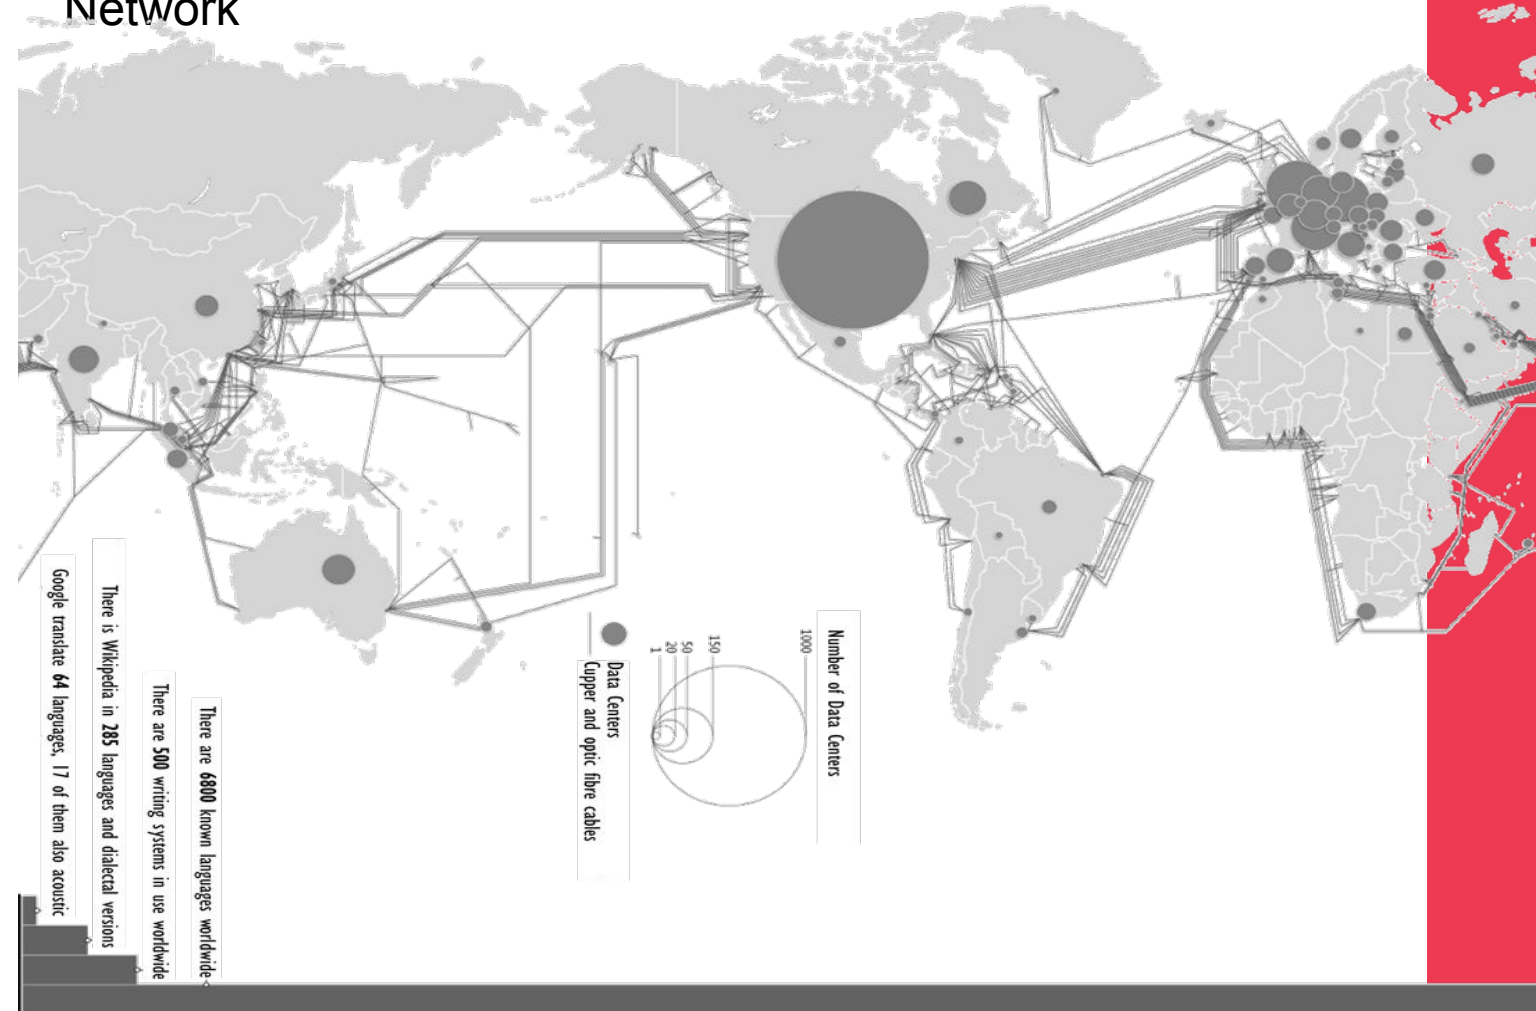 Network
Number of Data Centers
1000
150
50
20
1
Data Centers
Cupper and optic fibre cables
There are 6800 known languages worldwide
There are 500 writing systems in use worldwide
There is Wikipedia in 285 languages and dialectal versions
Google translate 64 languages, 17 of them also acoustic